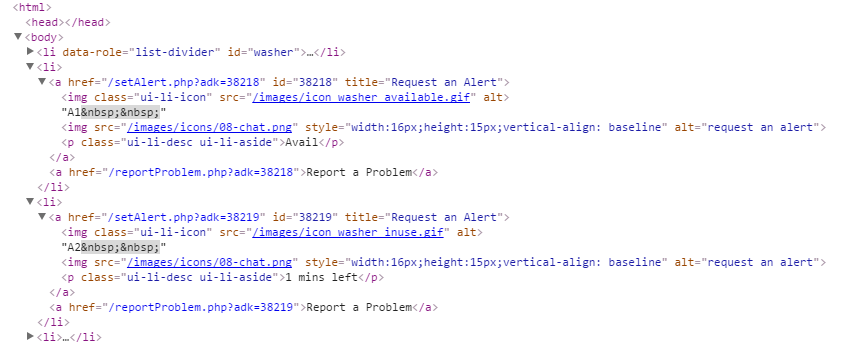 <html>
<head></head>
<body>
<li data-role="list-divider" id="washer">…</li>
<li>
<a href="/setAlert.php?adk=38218" id="38218" title="Request an Alert">
<img class="ui-li-icon" src="/images/icon_washer_available.gif" alt>
"A1&nbsp;&nbsp;"
<img src="/images/icons/08-chat.png" style="width:16px;height:15px;vertical-align: baseline" alt="request an alert">
<p class="ui-li-desc ui-li-aside">Avail</p>
</a>
<a href="/reportProblem.php?adk=38218">Report a Problem</a>
</li>
<li>
<a href="/setAlert.php?adk=38219" id="38219" title="Request an Alert">
<img class="ui-li-icon" src="/images/icon_washer_inuse.gif" alt>
"A2&nbsp;&nbsp;"
<img src="/images/icons/08-chat.png" style="width:16px;height:15px;vertical-align: baseline" alt="request an alert">
<p class="ui-li-desc ui-li-aside">1 mins left</p>
</a>
<a href="/reportProblem.php?adk=38219">Report a Problem</a>
</li>
<li>…</li>